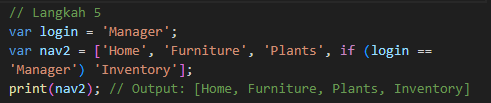 // Langkah 5
var login = 'Manager';
var nav2 = ['Home', 'Furniture', 'Plants', if (login ==
'Manager') 'Inventory'];
print(nav2); // Output: [Home, Furniture, Plants, Inventory]